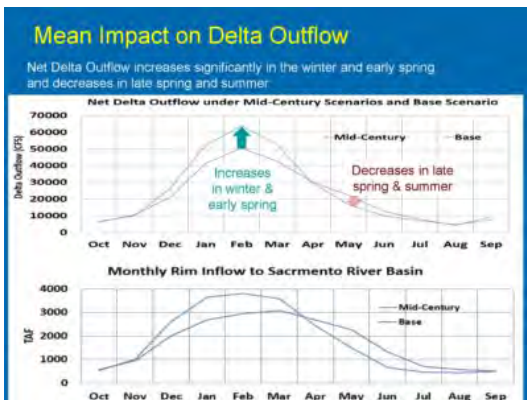 Mean Impact on Delta Outflow
Net Delta Outflow increases significantly in the winter and early spring
and decreases in late spring and summer
Net Delta Outflow under Mid-Century Scenarios and Base Scenario
Delta Outflow (CFS)
70000
60000
50000
40000
30000
20000
10000
0
Mid-Century
Base
Increases
in winter &
early spring
Decreases in late
spring & summer
Oct Nov Dec Jan Feb Mar Apr May Jun Jul Aug Sep
Monthly Rim Inflow to Sacrmento River Basin
TAF
4000
3000
2000
1000
0
Mid-Century
Base
Oct Nov Dec Jan Feb Mar Apr May Jun Jul Aug Sep